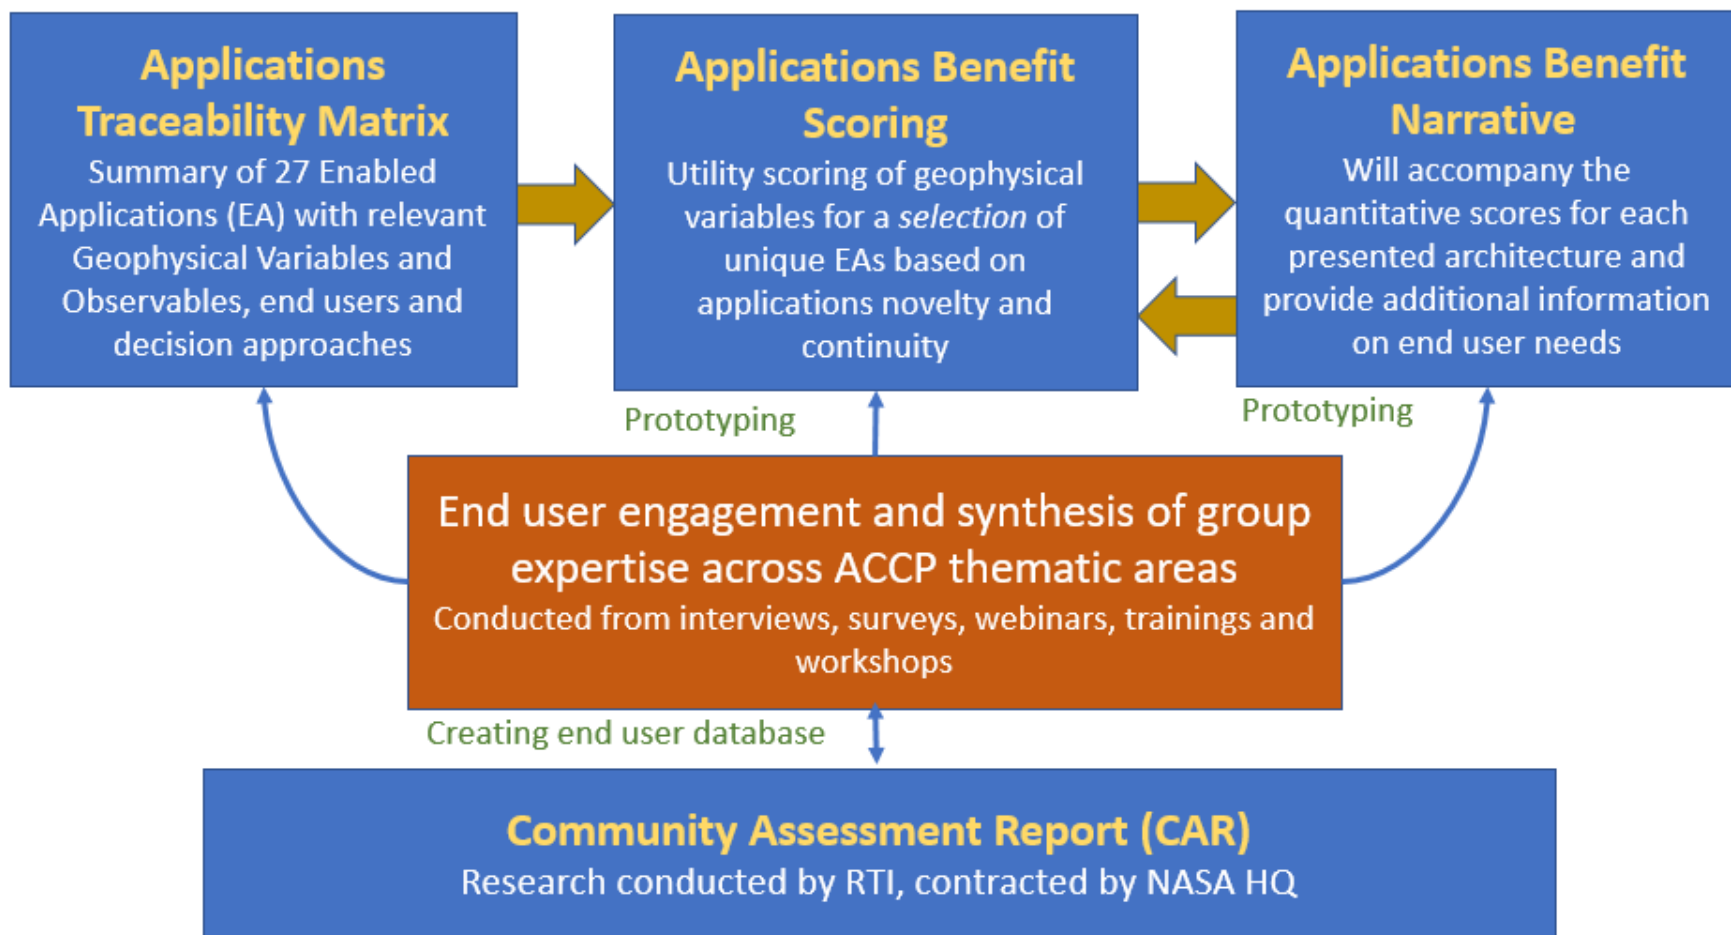 Applications
Traceability Matrix
Summary of 27 Enabled
Applications (EA) with relevant
Geophysical Variables and
Observables, end users and
decision approaches
Applications Benefit
Scoring
Utility scoring of geophysical
variables for a selection of
unique EAs based on
applications novelty and
continuity
Applications Benefit
Narrative
Will accompany the
quantitative scores for each
presented architecture and
provide additional information
on end user needs
Prototyping
Prototyping
End user engagement and synthesis of group
expertise across ACCP thematic areas
Conducted from interviews, surveys, webinars, trainings and
workshops
Creating end user database
Community Assessment Report (CAR)
Research conducted by RTI, contracted by NASA HQ